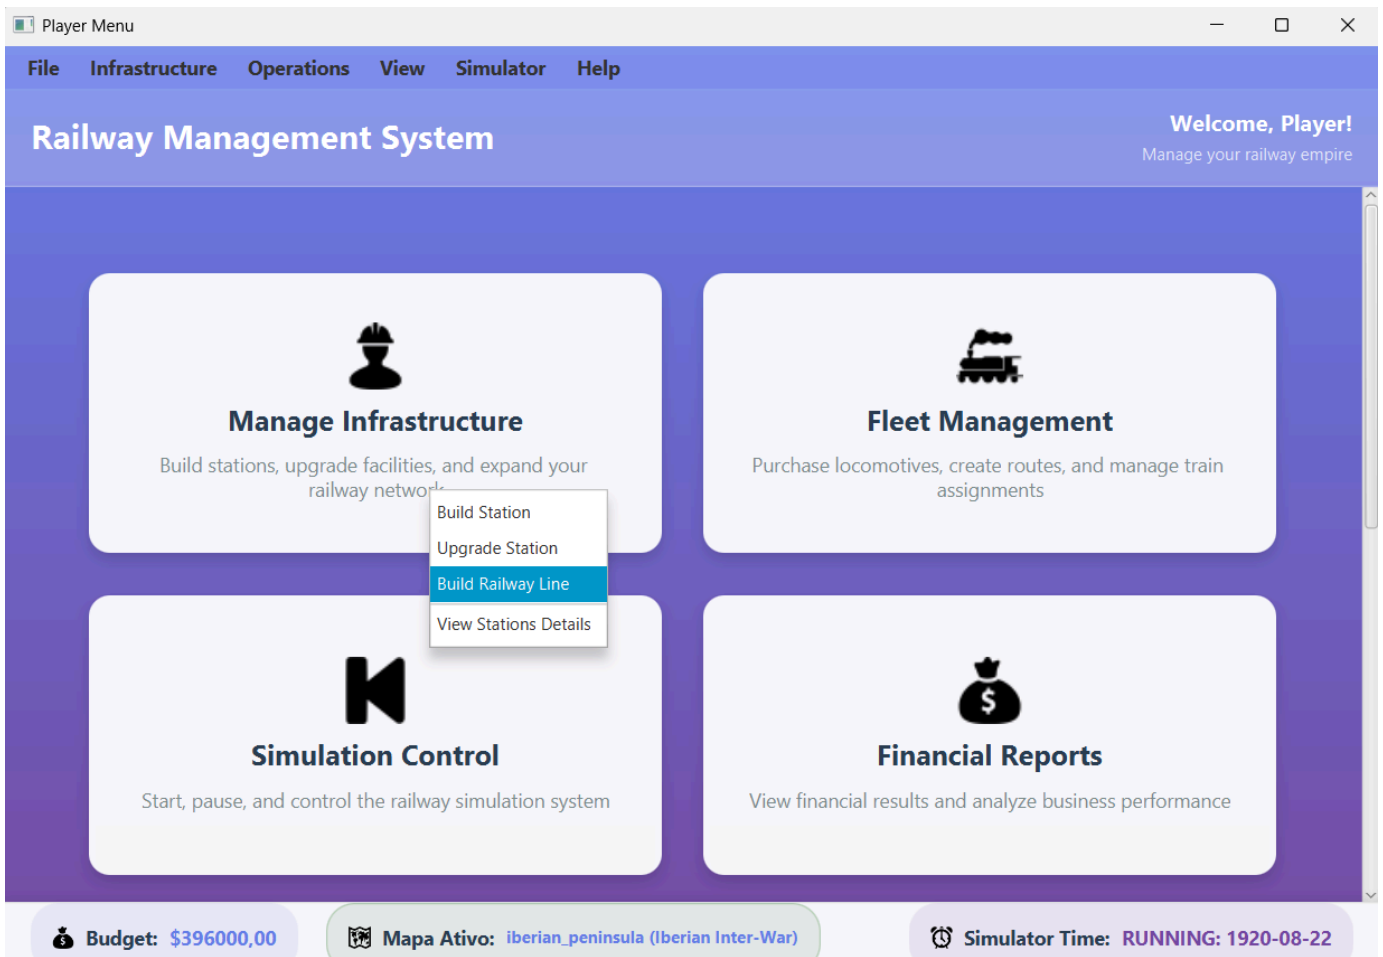 Player Menu
File Infrastructure Operations View Simulator Help
Railway Management System
Welcome, Player!
Manage your railway empire
Manage Infrastructure
Build stations, upgrade facilities, and expand your
railway network
Build Station
Upgrade Station
Build Railway Line
View Stations Details
Fleet Management
Purchase locomotives, create routes, and manage train
assignments
Simulation Control
Start, pause, and control the railway simulation system
$
Financial Reports
View financial results and analyze business performance
Budget: $396000,00
Mapa Ativo: iberian_peninsula (Iberian Inter-War)
Simulator Time: RUNNING: 1920-08-22